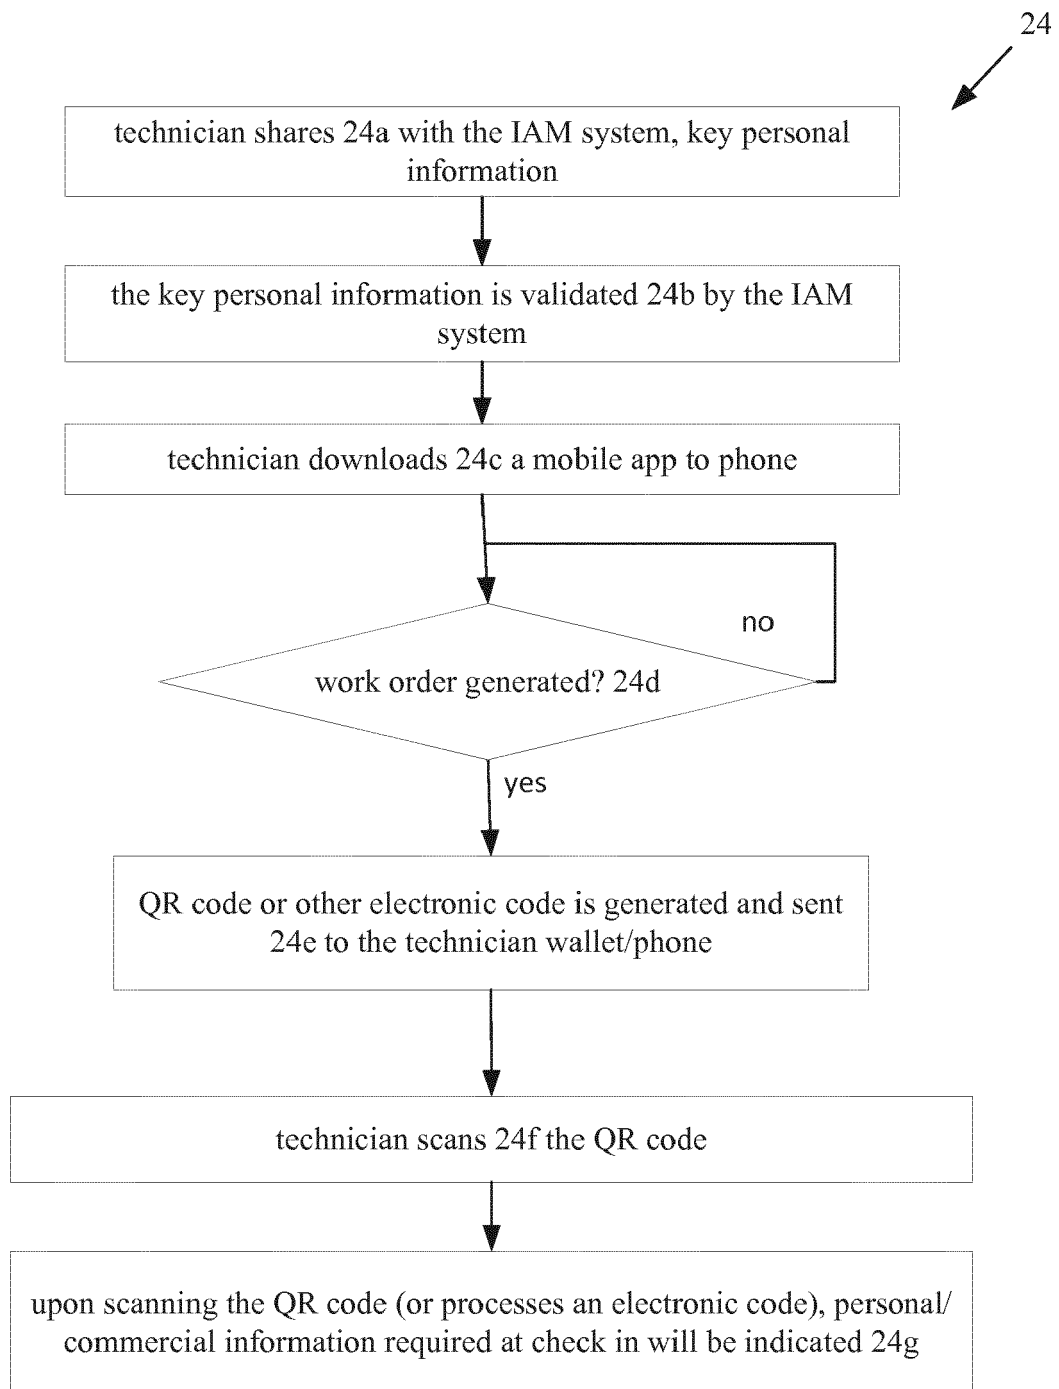 24
technician shares 24a with the IAM system, key personal
information
the key personal information is validated 24b by the IAM
system
technician downloads 24c a mobile app to phone
no
work order generated? 24d
yes
QR code or other electronic code is generated and sent
24e to the technician wallet/phone
technician scans 24f the QR code
upon scanning the QR code (or processes an electronic code), personal/
commercial information required at check in will be indicated 24g